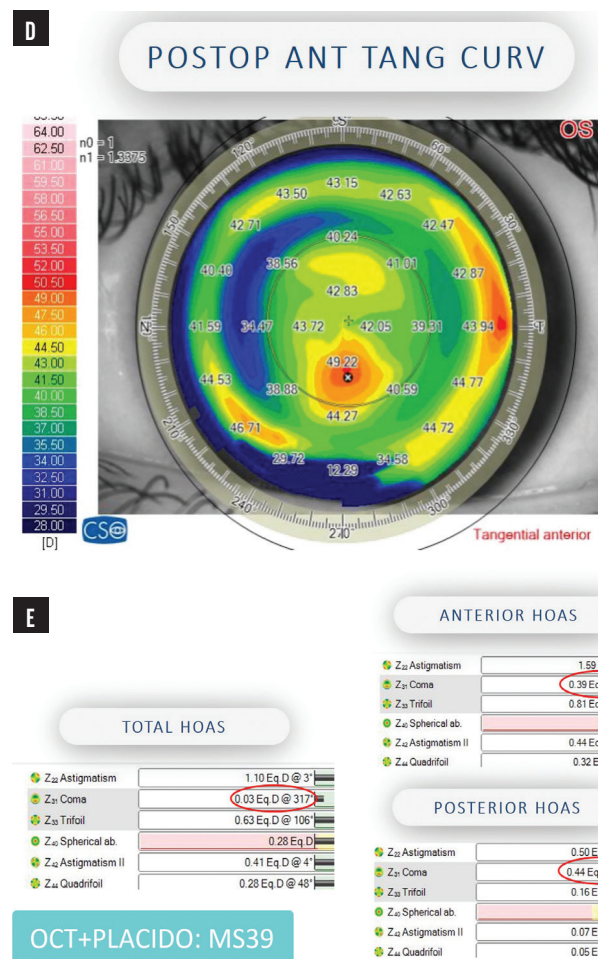 D
POSTOP ANT TANG CURV
OS
64.00
62.50
61.00
59.50
58.00
56.50
55.00
53.50
52.00
50.50
49.00
47.50
46.00
44.50
43.00
41.50
40.00
38.50
37.00
35.50
34.00
32.50
31.00
29.50
28.00
[D]
n0 = 1
n1 = 1.3375
S
120°
60°
150°
30°
N
T
210°
330°
240°
300°
270°
43.15
43.50
42.63
42.71
42.47
40.24
38.56
41.01
40.40
42.87
42.83
41.59
34.47
43.72
42.05
39.31
43.94
49.22
44.53
38.88
40.59
44.77
44.27
46.71
44.72
29.72
12.29
34.58
CSO
Tangential anterior
E
TOTAL HOAS
Z₂₂ Astigmatism 1.10 Eq.D @ 3°
Z₃₁ Coma 0.03 Eq.D @ 317°
Z₃₃ Trifoil 0.63 Eq.D @ 106°
Z₄₀ Spherical ab. 0.28 Eq.D
Z₄₂ Astigmatism II 0.41 Eq.D @ 4°
Z₄₄ Quadrifoil 0.28 Eq.D @ 48°
OCT+PLACIDO: MS39
ANTERIOR HOAS
Z₂₂ Astigmatism 1.59
Z₃₁ Coma 0.39 Eq
Z₃₃ Trifoil 0.81 Eq
Z₄₀ Spherical ab.
Z₄₂ Astigmatism II 0.44 Eq
Z₄₄ Quadrifoil 0.32 E
POSTERIOR HOAS
Z₂₂ Astigmatism 0.50 E
Z₃₁ Coma 0.44 Eq
Z₃₃ Trifoil 0.16 E
Z₄₀ Spherical ab.
Z₄₂ Astigmatism II 0.07 E
Z₄₄ Quadrifoil 0.05 E